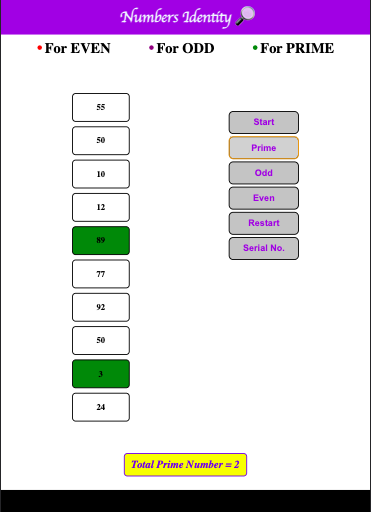 Numbers Identity
• For EVEN • For ODD • For PRIME
55
50
10
12
89
77
92
50
3
24
Start
Prime
Odd
Even
Restart
Serial No.
Total Prime Number = 2